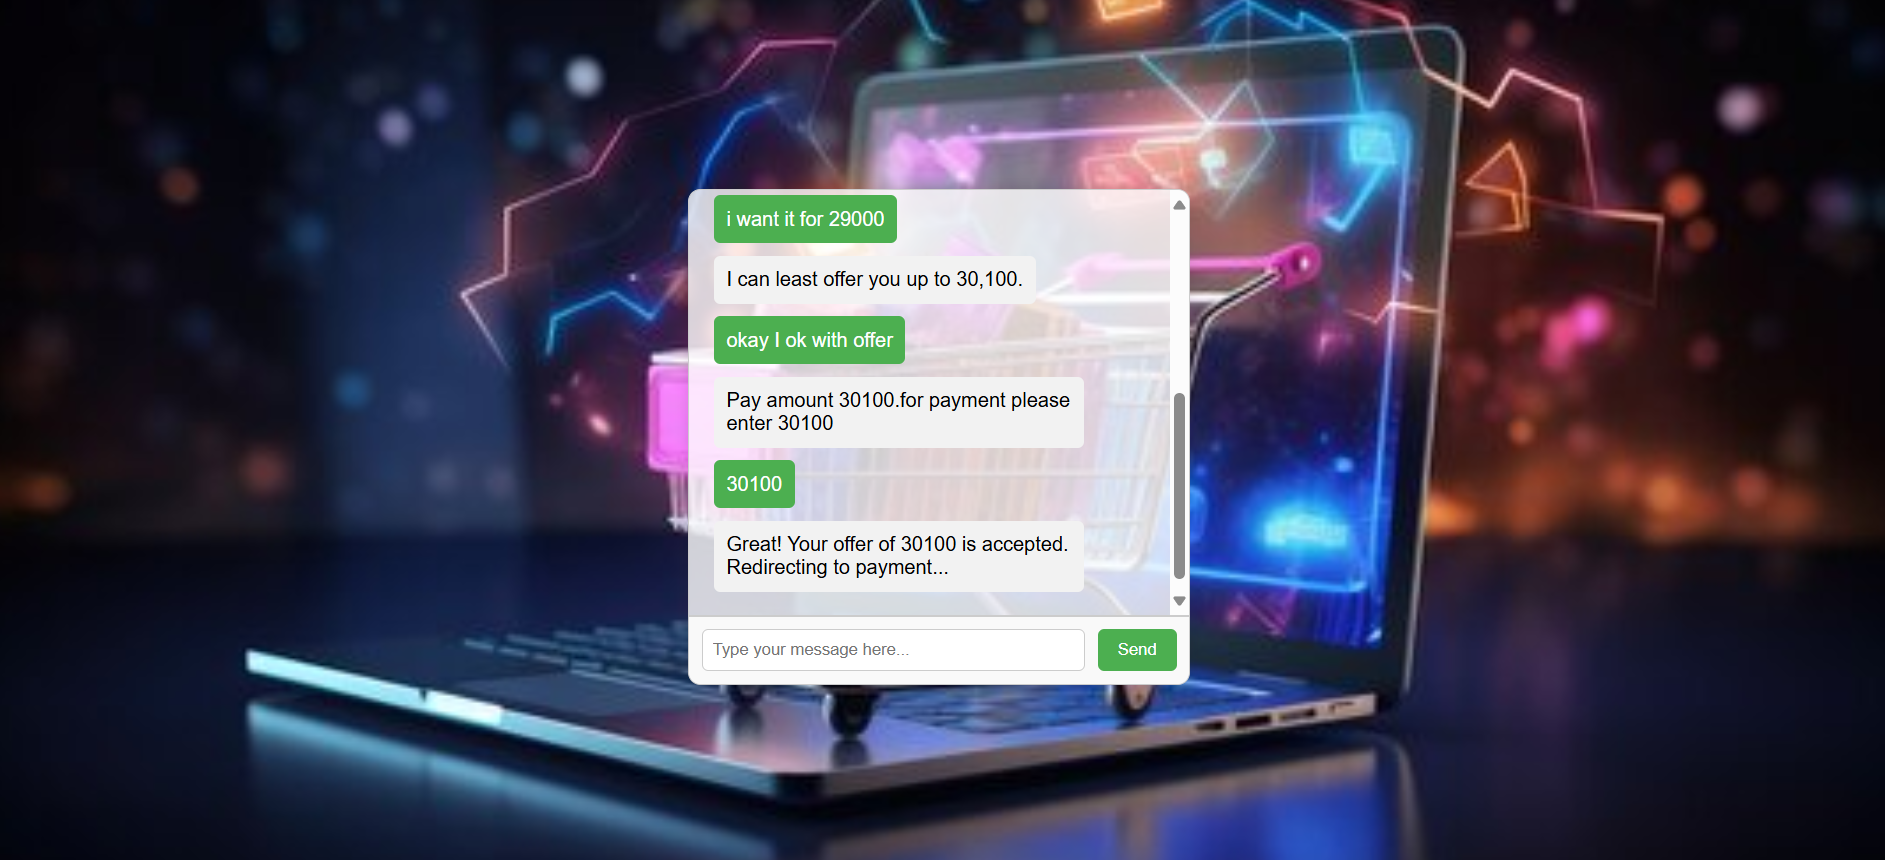 i want it for 29000
I can least offer you up to 30,100.
okay I ok with offer
Pay amount 30100.for payment please
enter 30100
30100
Great! Your offer of 30100 is accepted.
Redirecting to payment...
Type your message here...
Send